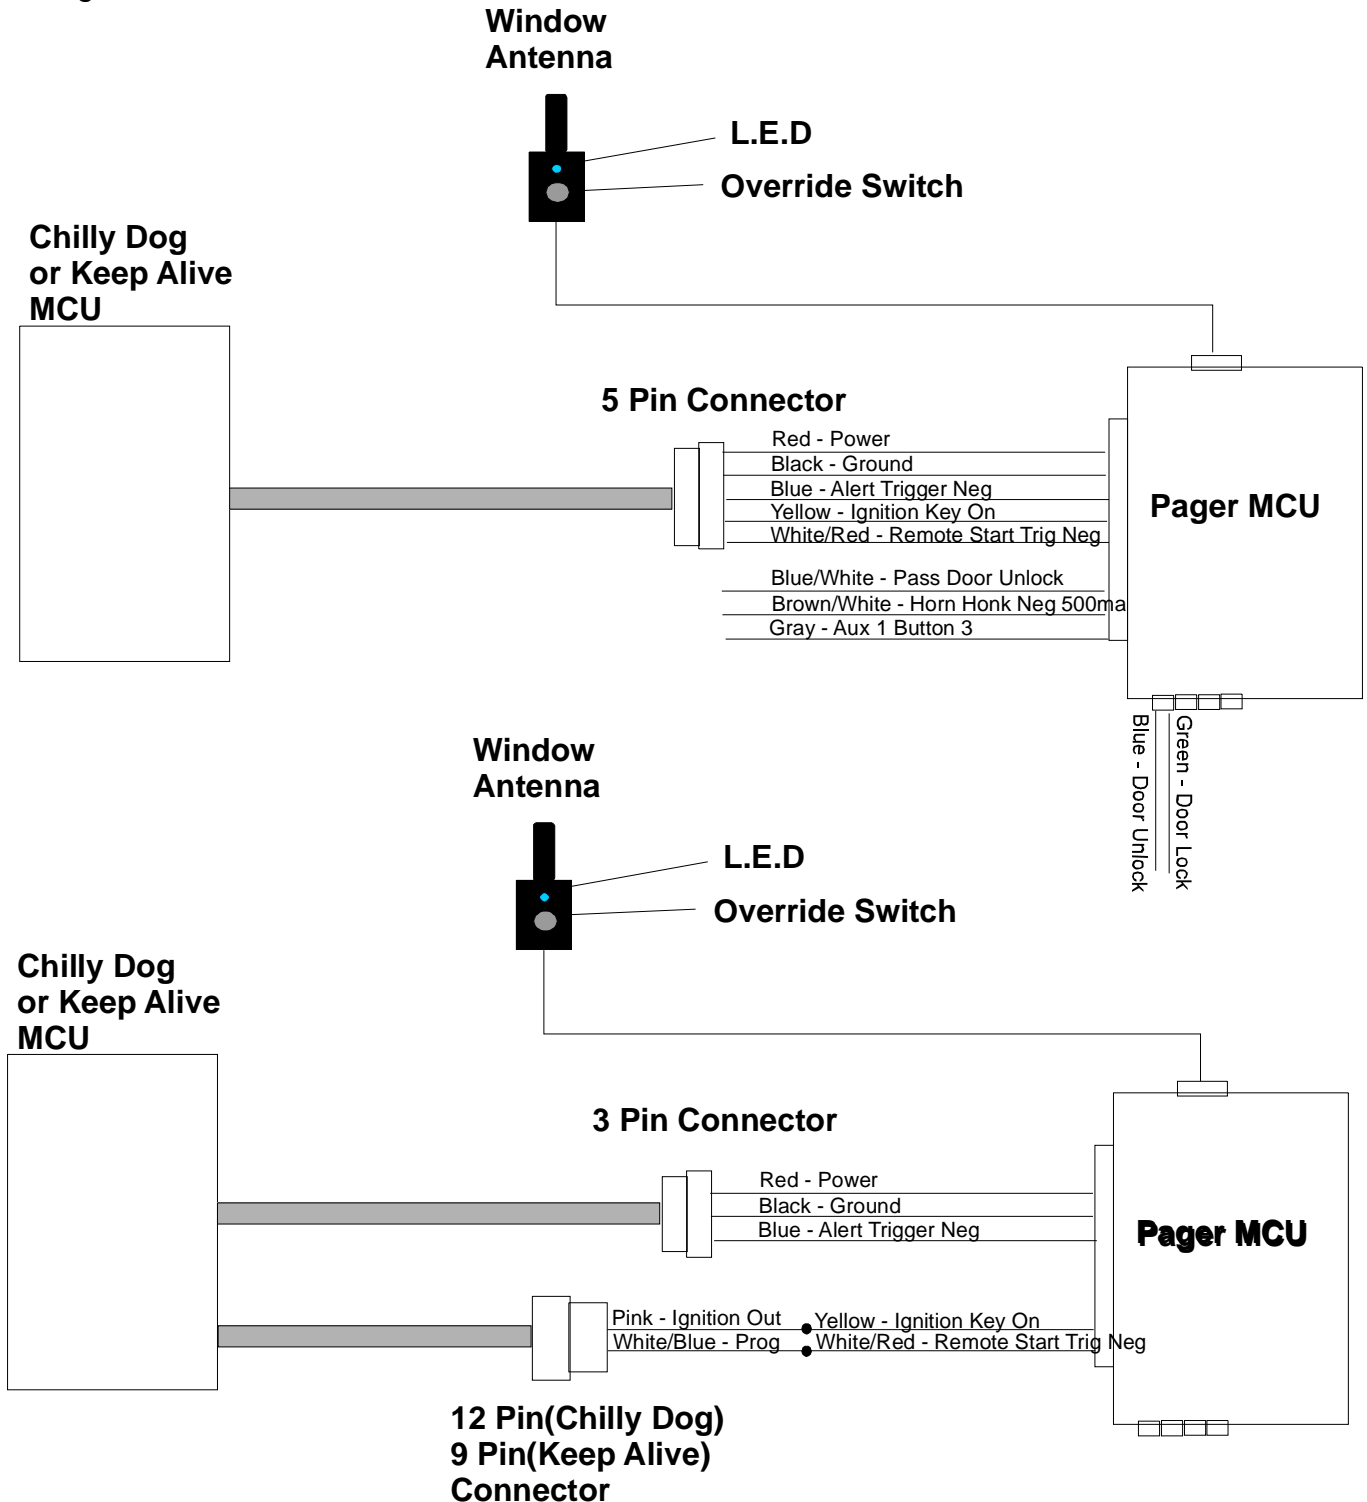 Window
Antenna
L.E.D
Override Switch
Chilly Dog
or Keep Alive
MCU
5 Pin Connector
Red - Power
Black - Ground
Blue - Alert Trigger Neg
Yellow - Ignition Key On
White/Red - Remote Start Trig Neg
Pager MCU
Blue/White - Pass Door Unlock
Brown/White - Horn Honk Neg 500ma
Gray - Aux 1 Button 3
Blue - Door Unlock
Green - Door Lock
Window
Antenna
L.E.D
Override Switch
Chilly Dog
or Keep Alive
MCU
3 Pin Connector
Red - Power
Black - Ground
Blue - Alert Trigger Neg
Pager MCU
Pink - Ignition Out
Yellow - Ignition Key On
White/Blue - Prog
White/Red - Remote Start Trig Neg
12 Pin(Chilly Dog)
9 Pin(Keep Alive)
Connector